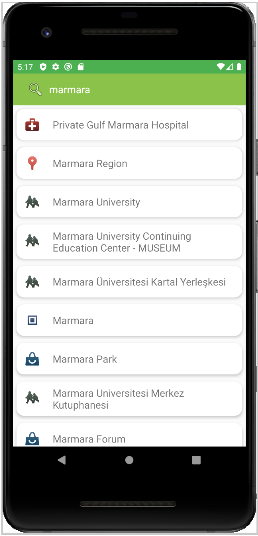 5:17
marmara
Private Gulf Marmara Hospital
Marmara Region
Marmara University
Marmara University Continuing
Education Center - MUSEUM
Marmara Üniversitesi Kartal Yerleşkesi
Marmara
Marmara Park
Marmara Universitesi Merkez
Kutuphanesi
Marmara Forum